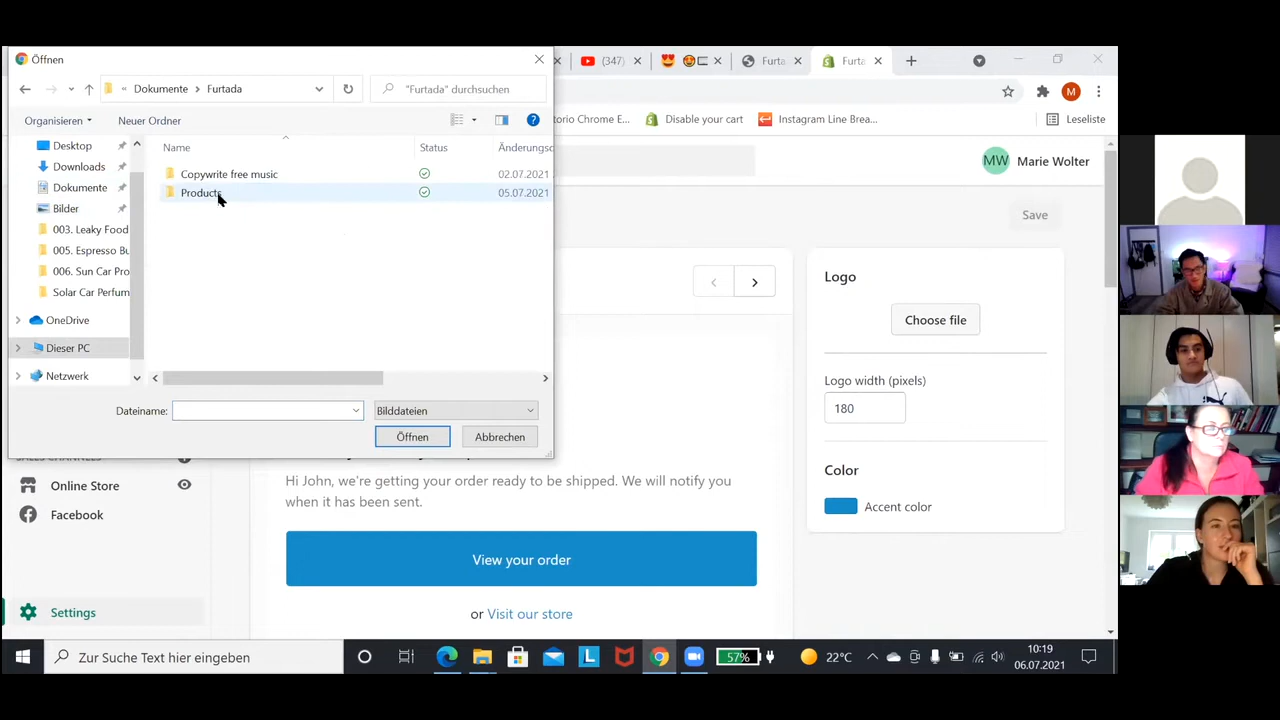 Öffnen
(347)
Furta
Furta
« Dokumente › Furtada
"Furtada" durchsuchen
Organisieren
Neuer Ordner
torio Chrome E...
Disable your cart
Instagram Line Brea...
Leseliste
Name
Status
Änderungsc
Desktop
Downloads
Dokumente
Bilder
003. Leaky Food
005. Espresso Bu
006. Sun Car Pro
Solar Car Perfum
OneDrive
Dieser PC
Netzwerk
Copywrite free music
02.07.2021
Products
05.07.2021
Dateiname:
Bilddateien
Öffnen
Abbrechen
M
MW
Marie Wolter
Save
Logo
Choose file
Logo width (pixels)
180
Color
Accent color
Online Store
Facebook
Settings
Hi John, we're getting your order ready to be shipped. We will notify you
when it has been sent.
View your order
or Visit our store
Zur Suche Text hier eingeben
57%
22°C
10:19
06.07.2021